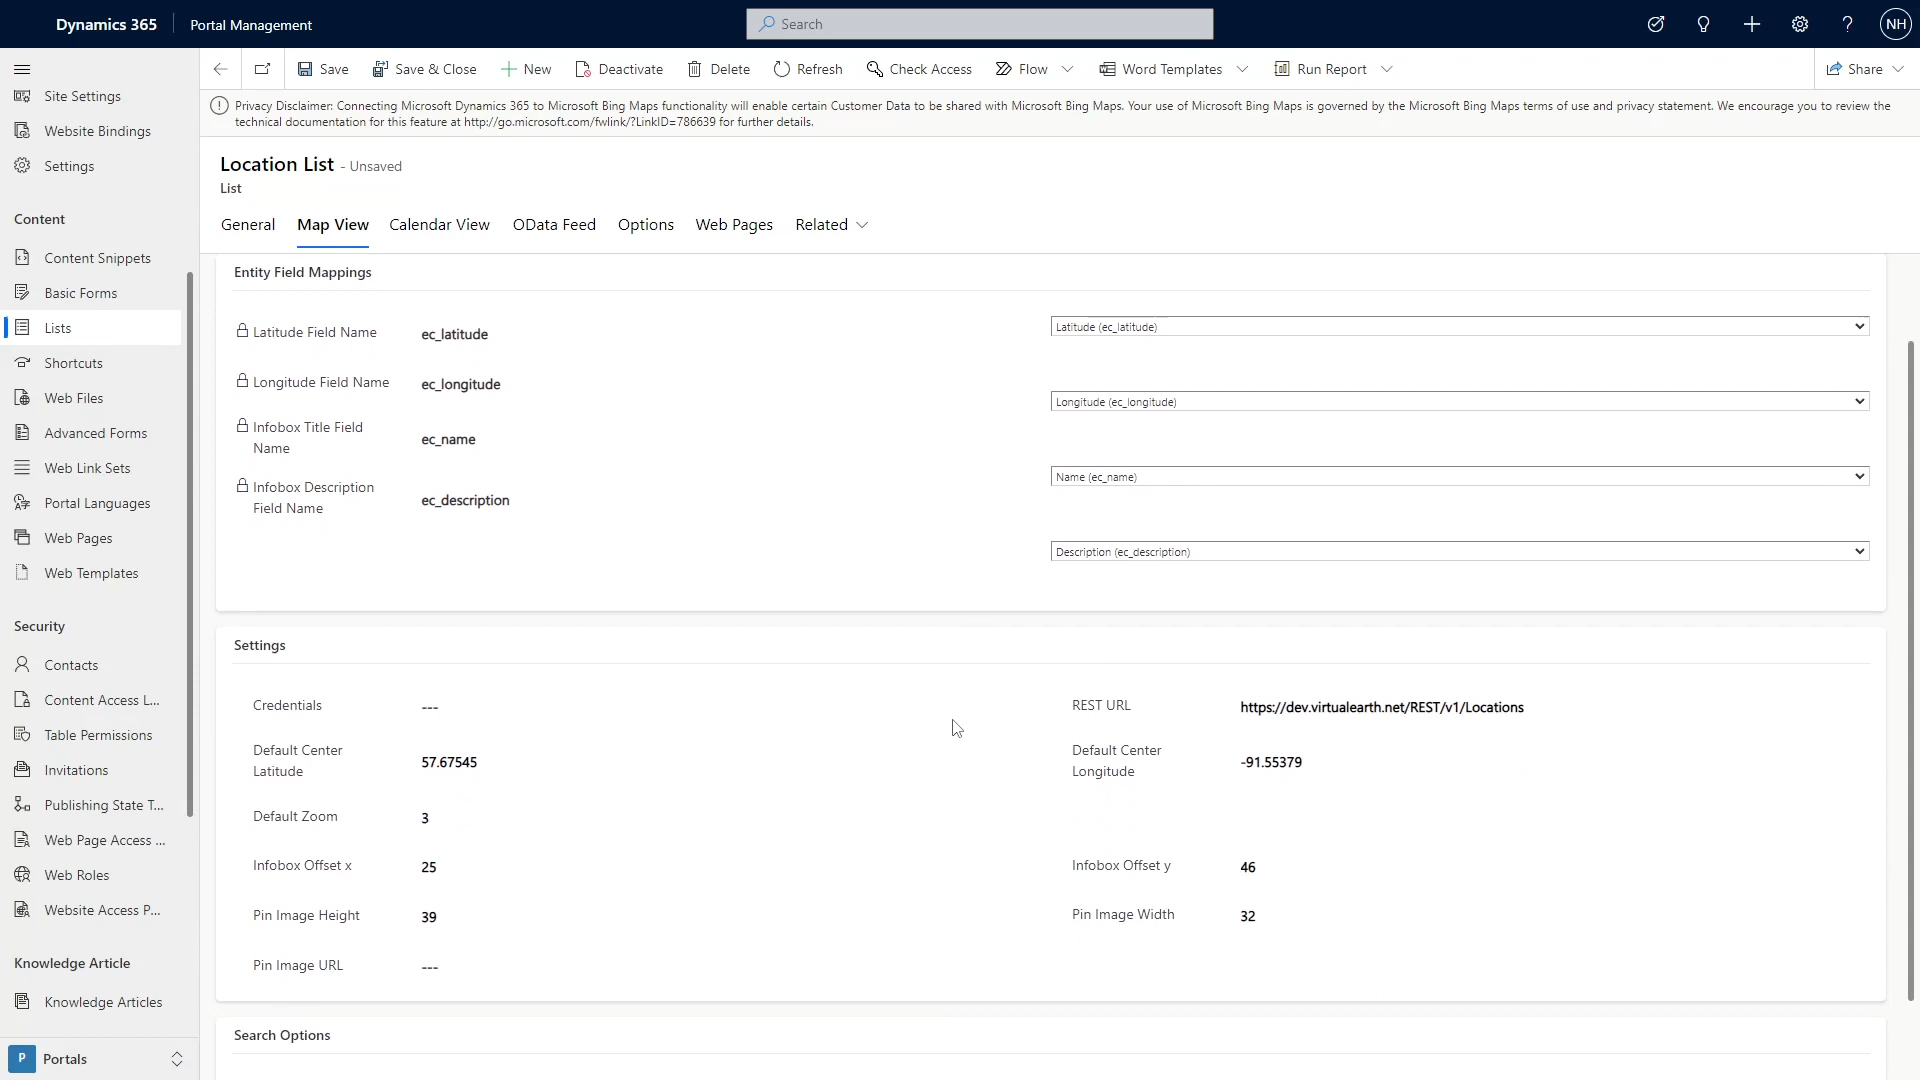 Dynamics 365
Portal Management
Search
NH
Save
Save & Close
New
Deactivate
Delete
Refresh
Check Access
Flow
Word Templates
Run Report
Share
Privacy Disclaimer: Connecting Microsoft Dynamics 365 to Microsoft Bing Maps functionality will enable certain Customer Data to be shared with Microsoft Bing Maps. Your use of Microsoft Bing Maps is governed by the Microsoft Bing Maps terms of use and privacy statement. We encourage you to review the
technical documentation for this feature at http://go.microsoft.com/fwlink/?LinkID=786639 for further details.
Site Settings
Website Bindings
Settings
Content
Content Snippets
Basic Forms
Lists
Shortcuts
Web Files
Advanced Forms
Web Link Sets
Portal Languages
Web Pages
Web Templates
Security
Contacts
Content Access L...
Table Permissions
Invitations
Publishing State T...
Web Page Access ...
Web Roles
Website Access P...
Knowledge Article
Knowledge Articles
P Portals
Location List - Unsaved
List
General
Map View
Calendar View
OData Feed
Options
Web Pages
Related
Entity Field Mappings
Latitude Field Name
ec_latitude
Latitude (ec_latitude)
Longitude Field Name
ec_longitude
Longitude (ec_longitude)
Infobox Title Field
Name
ec_name
Name (ec_name)
Infobox Description
Field Name
ec_description
Description (ec_description)
Settings
Credentials
---
REST URL
https://dev.virtualearth.net/REST/v1/Locations
Default Center
Latitude
57.67545
Default Center
Longitude
-91.55379
Default Zoom
3
Infobox Offset x
25
Infobox Offset y
46
Pin Image Height
39
Pin Image Width
32
Pin Image URL
---
Search Options